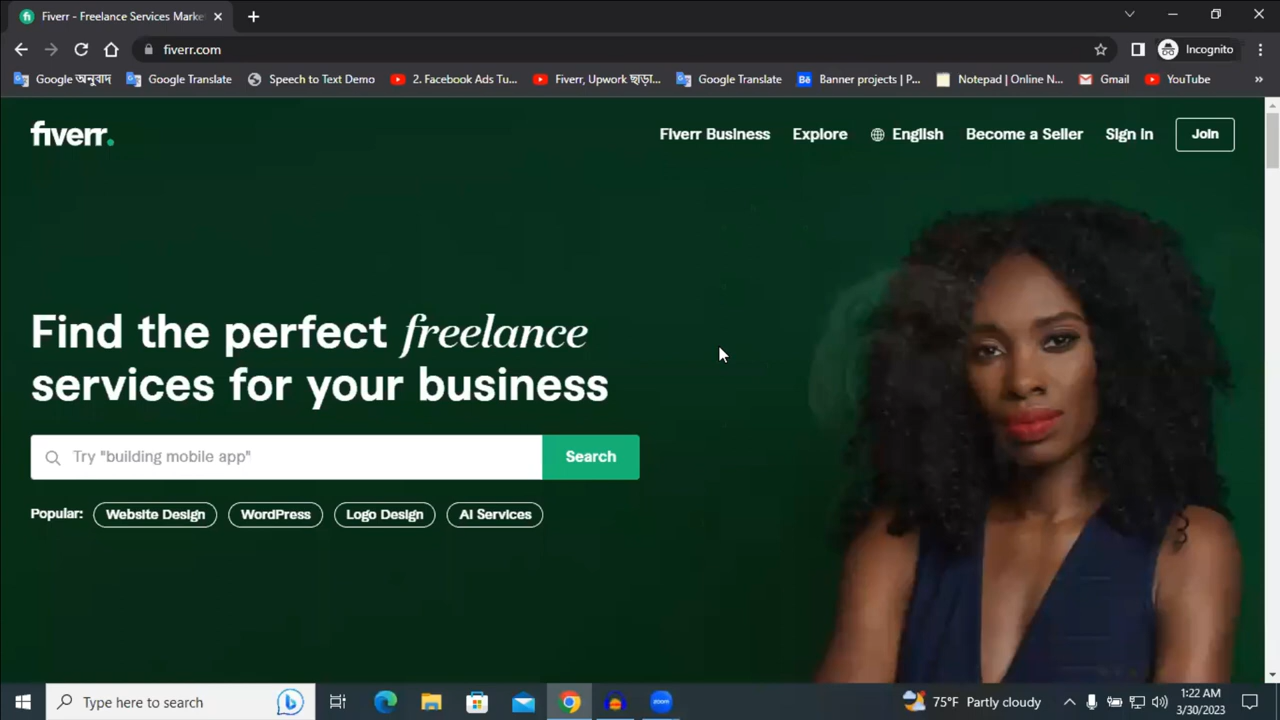 Fiverr - Freelance Services Marke
fiverr.com
Incognito
Google অনুবাদ
Google Translate
Speech to Text Demo
2. Facebook Ads Tu...
Fiverr, Upwork ছাড়া...
Google Translate
Bē Banner projects | P...
Notepad | Online N...
Gmail
YouTube
fiverr.
Fiverr Business
Explore
English
Become a Seller
Sign in
Join
Find the perfect freelance
services for your business
Try "building mobile app"
Search
Popular:
Website Design
WordPress
Logo Design
AI Services
Type here to search
zoom
75°F Partly cloudy
1:22 AM
3/30/2023